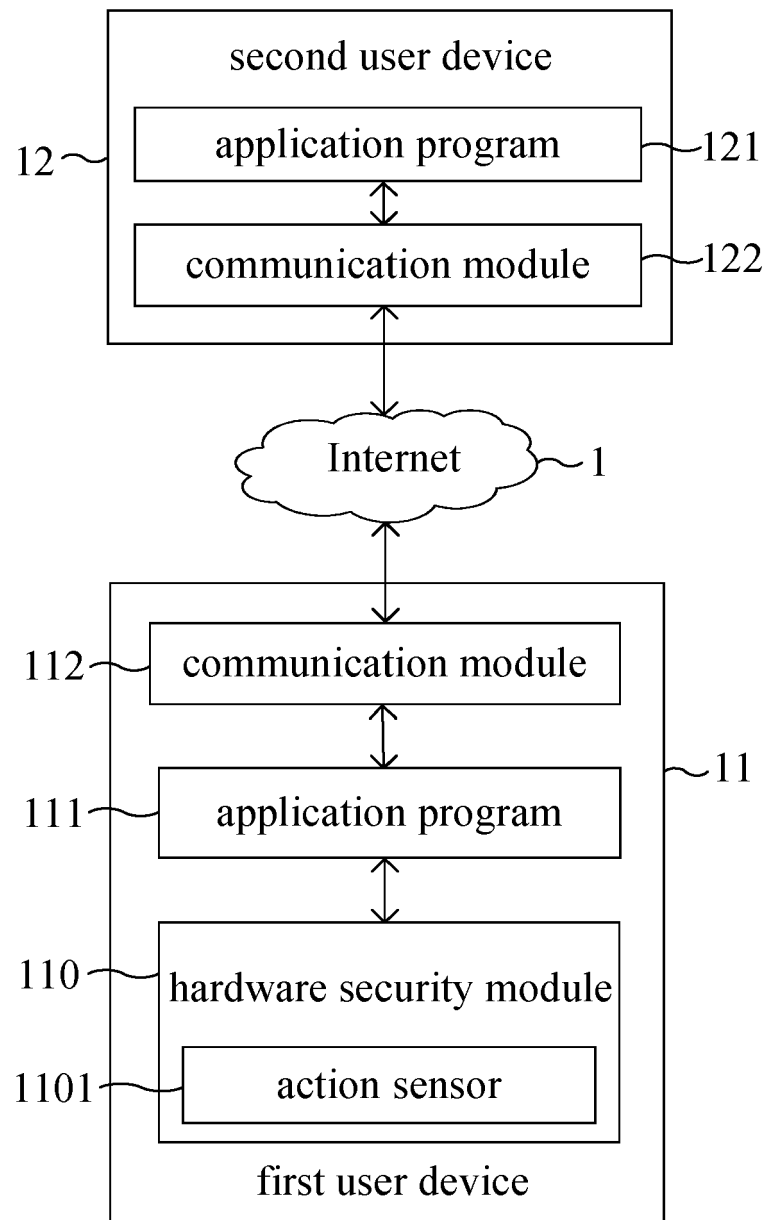 second user device
application program
121
12
communication module
122
Internet
1
112
communication module
11
111
application program
110
hardware security module
1101
action sensor
first user device